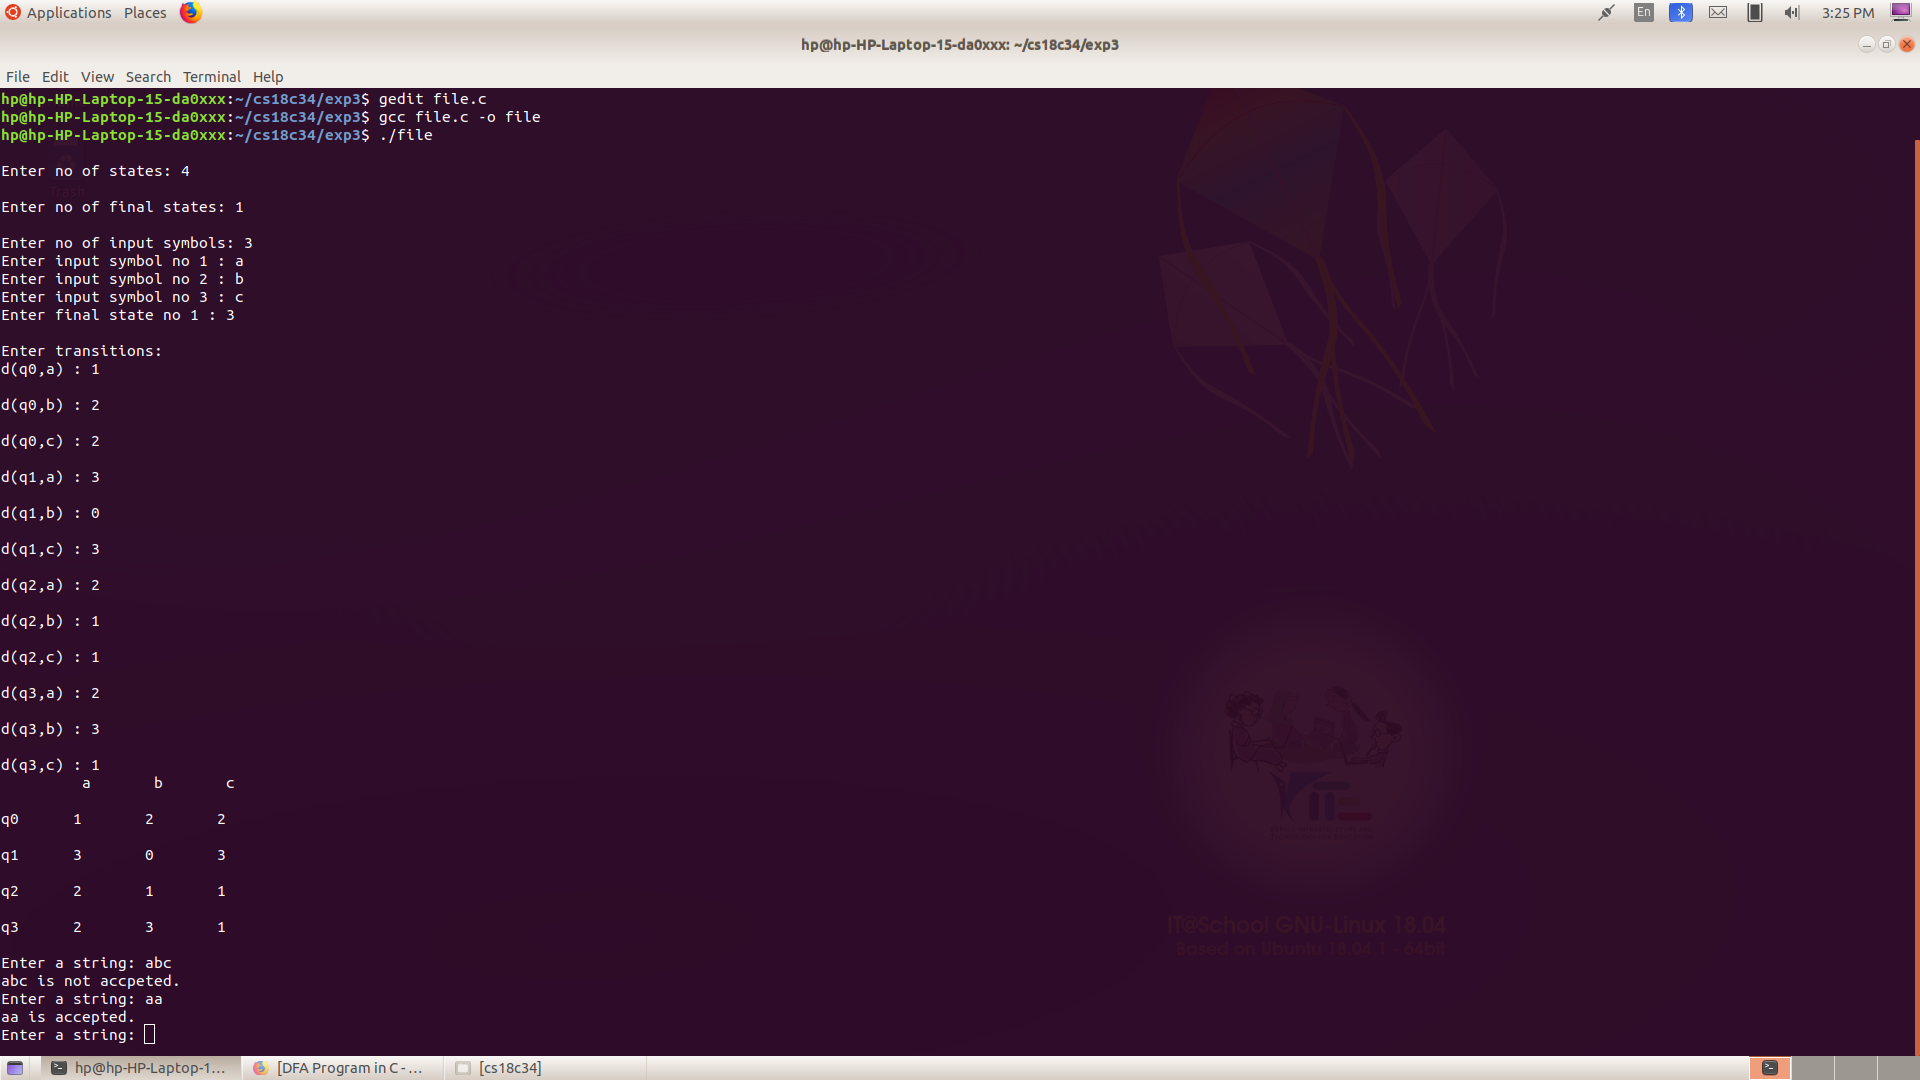 Applications Places En 3:25 PM
hp@hp-HP-Laptop-15-da0xxx: ~/cs18c34/exp3
File Edit View Search Terminal Help
hp@hp-HP-Laptop-15-da0xxx:~/cs18c34/exp3$ gedit file.c
hp@hp-HP-Laptop-15-da0xxx:~/cs18c34/exp3$ gcc file.c -o file
hp@hp-HP-Laptop-15-da0xxx:~/cs18c34/exp3$ ./file
Enter no of states: 4
Trash
Enter no of final states: 1
Enter no of input symbols: 3
Enter input symbol no 1 : a
Enter input symbol no 2 : b
Enter input symbol no 3 : c
Enter final state no 1 : 3
Enter transitions:
d(q0,a) : 1
d(q0,b) : 2
d(q0,c) : 2
d(q1,a) : 3
d(q1,b) : 0
d(q1,c) : 3
d(q2,a) : 2
d(q2,b) : 1
d(q2,c) : 1
d(q3,a) : 2
d(q3,b) : 3
d(q3,c) : 1
a b c
q0 1 2 2
q1 3 0 3
q2 2 1 1
q3 2 3 1
IT@School GNU-Linux 18.04
Based on Ubuntu 18.04.1 - 64bit
Enter a string: abc
abc is not accpeted.
Enter a string: aa
aa is accepted.
Enter a string:
hp@hp-HP-Laptop-1... [DFA Program in C - ... [cs18c34]